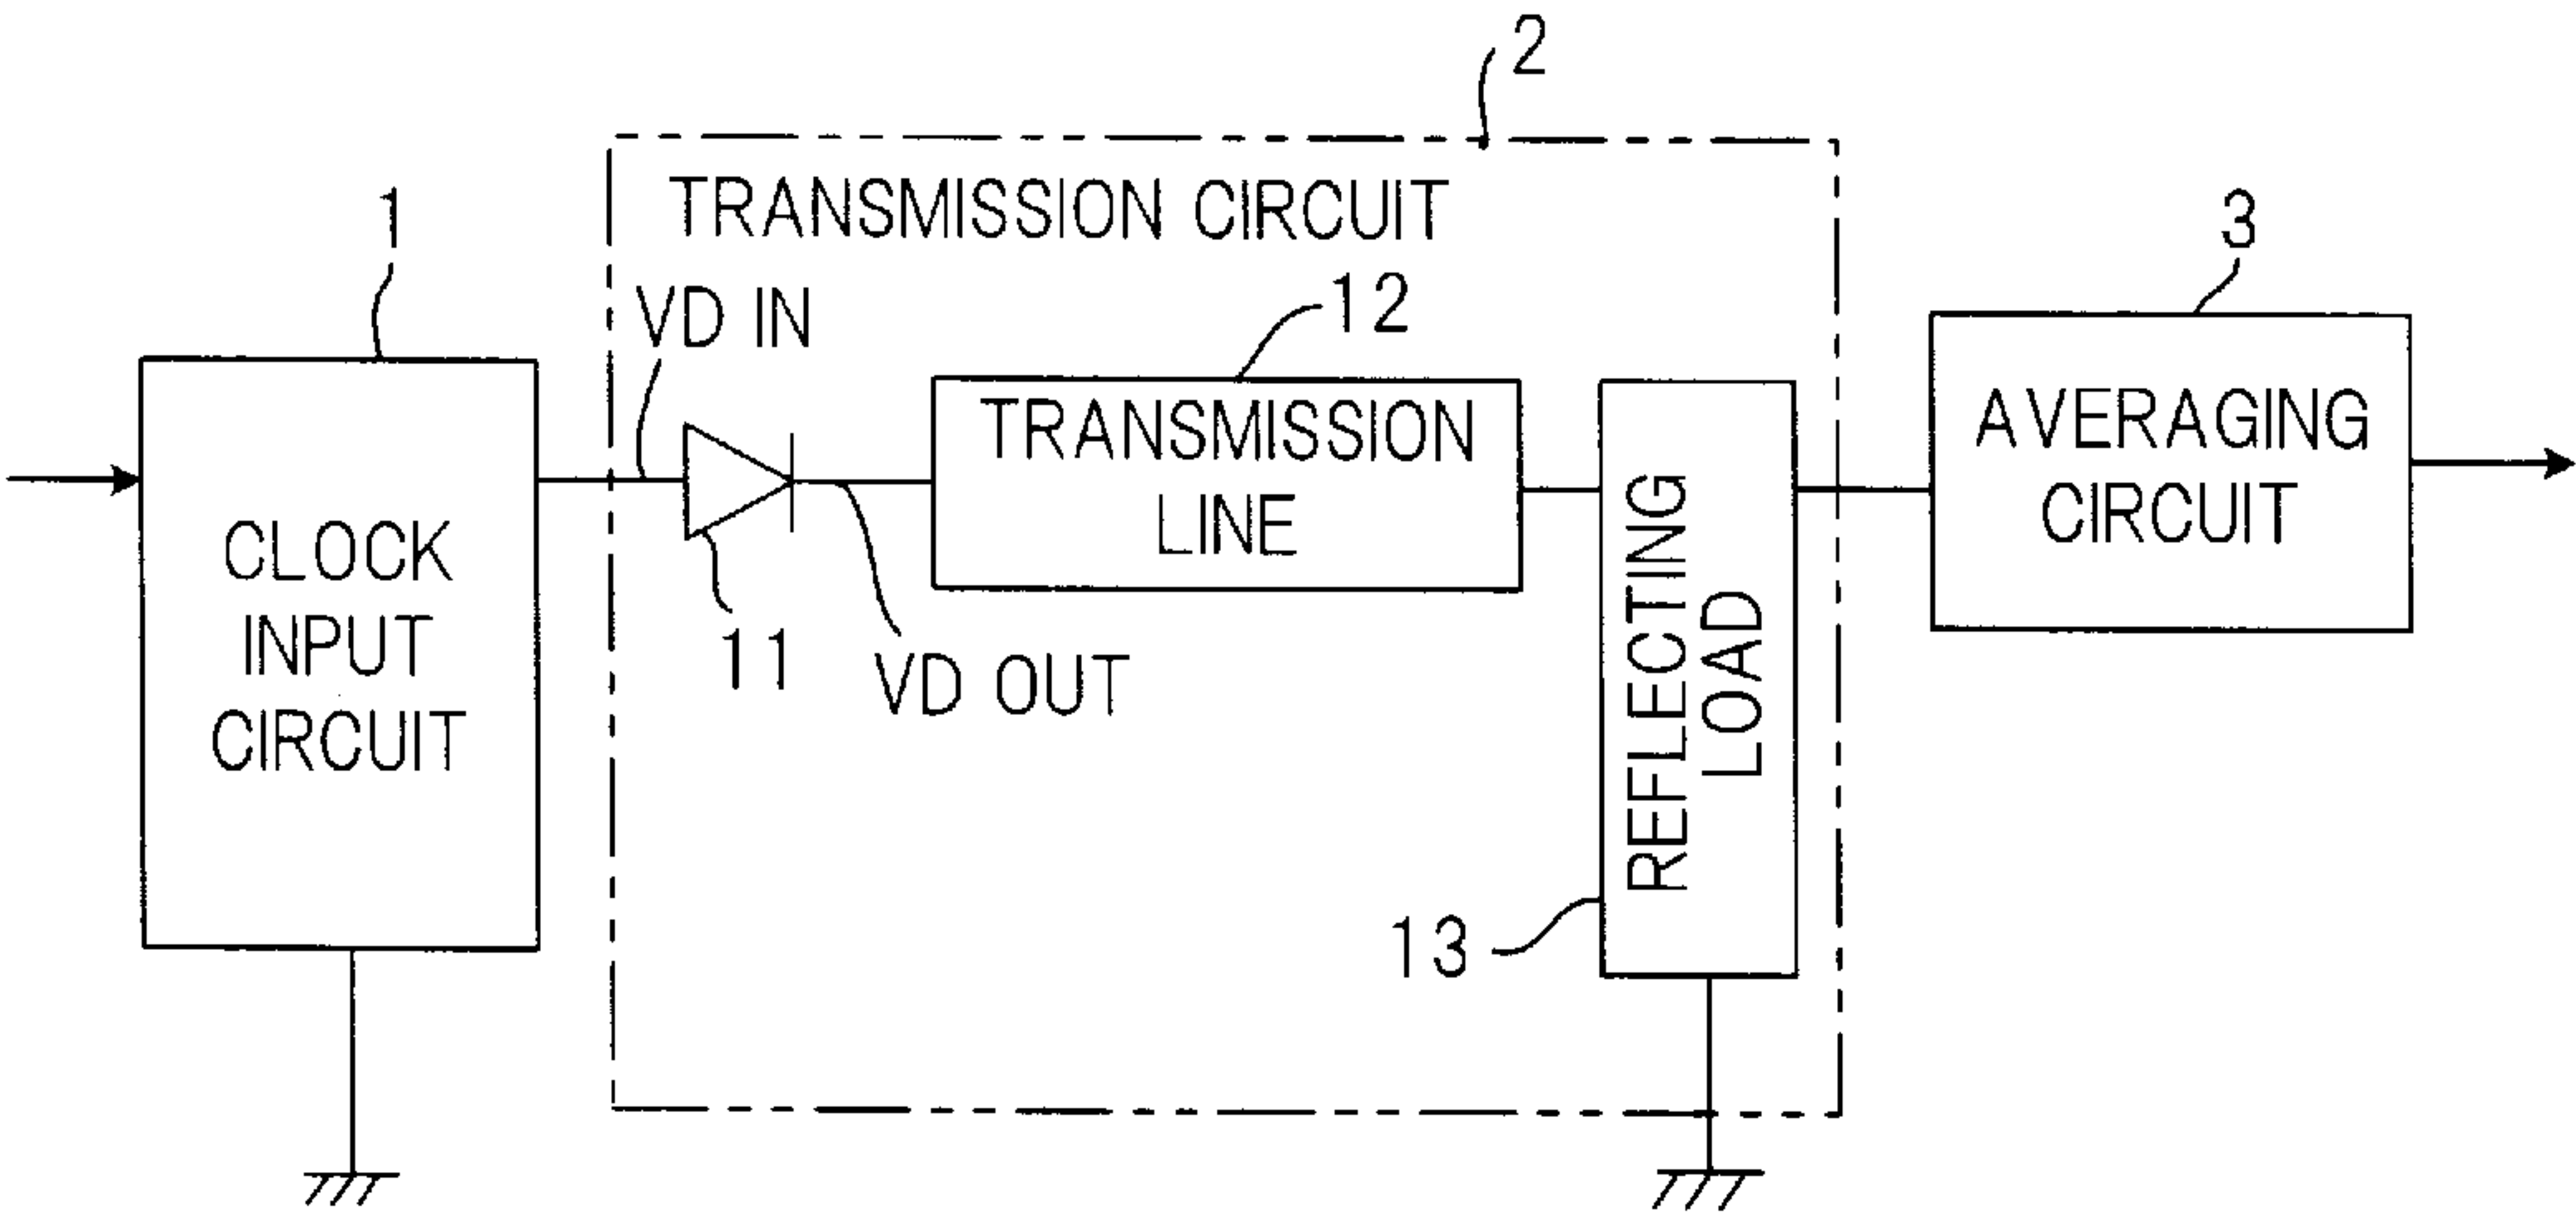 2
TRANSMISSION CIRCUIT
1
3
VD IN
12
TRANSMISSION
LINE
AVERAGING
CIRCUIT
CLOCK
INPUT
CIRCUIT
11
VD OUT
REFLECTING
LOAD
13